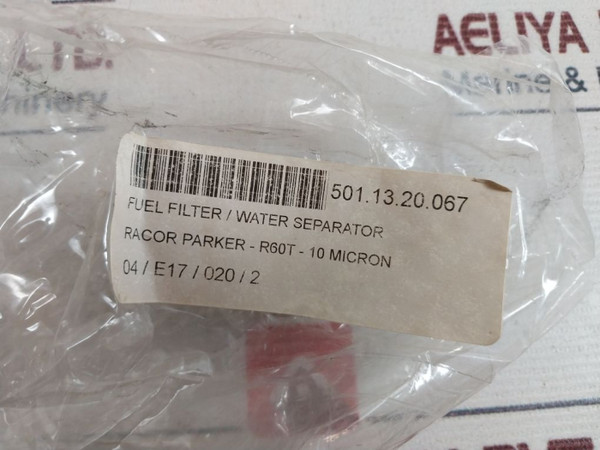 LTD.
AELIYA
Marine &
501.13.20.067
FUEL FILTER / WATER SEPARATOR
RACOR PARKER - R60T - 10 MICRON
04 / E17 / 020 / 2